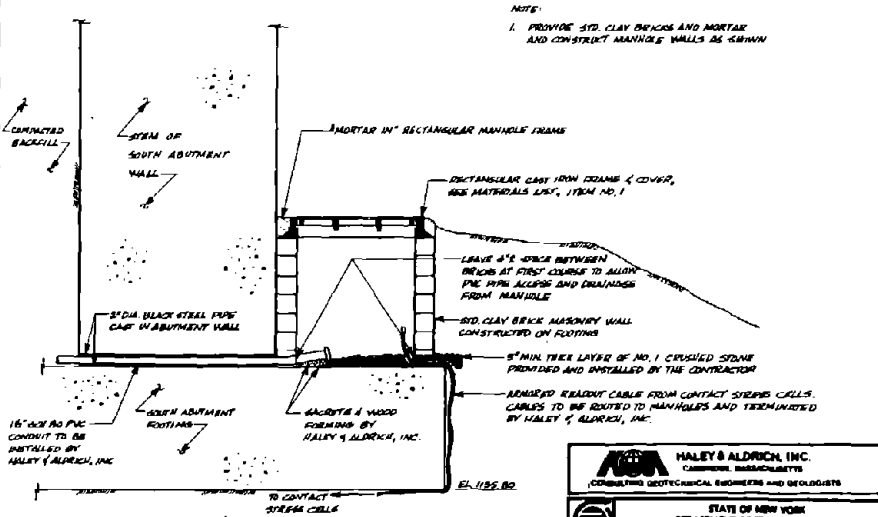 NOTE:
1. PROVIDE STD. CLAY BRICKS AND MORTAR
AND CONSTRUCT MANHOLE WALLS AS SHOWN
COMPACTED
BACKFILL
STEM OF
SOUTH ABUTMENT
WALL
MORTAR IN RECTANGULAR MANHOLE FRAME
RECTANGULAR CAST IRON FRAME & COVER,
SEE MATERIALS LIST, ITEM NO. 1
LEAVE SPACE BETWEEN
BRICKS AT FIRST COURSE TO ALLOW
PVC PIPE ACCESS AND DRAINAGE
FROM MANHOLE
2" DIA. BLACK STEEL PIPE
CAST IN ABUTMENT WALL
STD. CLAY BRICK MASONRY WALL
CONSTRUCTED ON FOOTING
MIN. THICK LAYER OF NO. 1 CRUSHED STONE
PROVIDED AND INSTALLED BY THE CONTRACTOR
ARMORED READOUT CABLE FROM CONTACT STRESS CELLS.
CABLES TO BE ROUTED TO MANHOLES AND TERMINATED
BY HALEY & ALDRICH, INC.
80 PVC
CONDUIT TO BE
INSTALLED BY
HALEY & ALDRICH, INC
SOUTH ABUTMENT
FOOTING
SACRETE & WOOD
FORMING BY
HALEY & ALDRICH, INC.
TO CONTACT
STRESS CELLS
EL. 1135.80
HALEY & ALDRICH, INC.
CAMBRIDGE, MASSACHUSETTS
CONSULTING GEOTECHNICAL ENGINEERS AND GEOLOGISTS
STATE OF NEW YORK